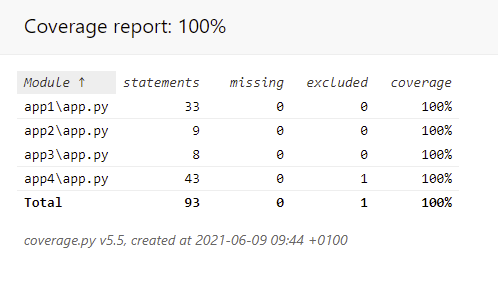 Coverage report: 100%
Module ↑ statements missing excluded coverage
app1\app.py 33 0 0 100%
app2\app.py 9 0 0 100%
app3\app.py 8 0 0 100%
app4\app.py 43 0 1 100%
Total 93 0 1 100%
coverage.py v5.5, created at 2021-06-09 09:44 +0100